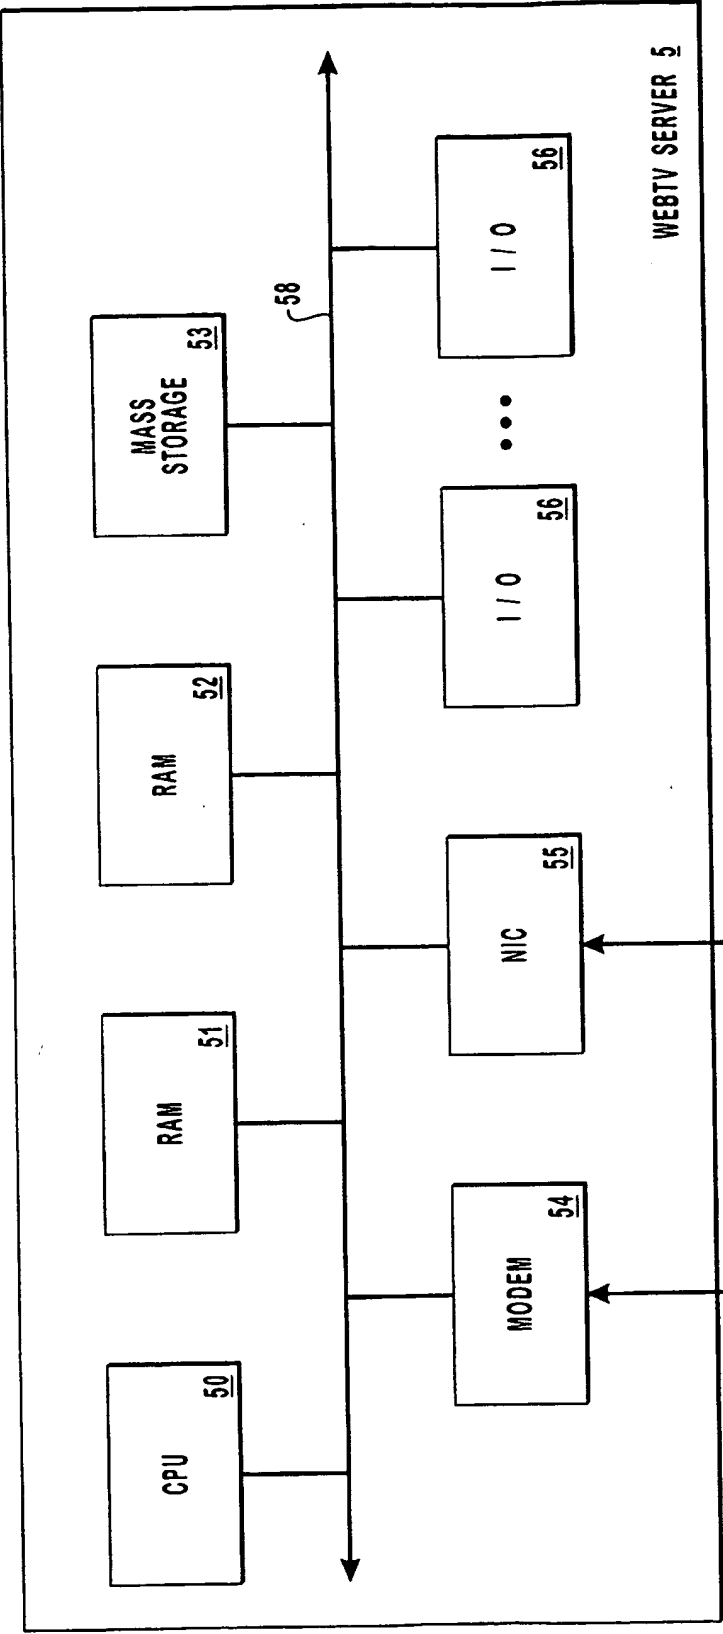 CPU
50
RAM
51
RAM
52
MASS
STORAGE
53
58
MODEM
54
NIC
55
I / O
56
I / O
56
WEBTV SERVER 5